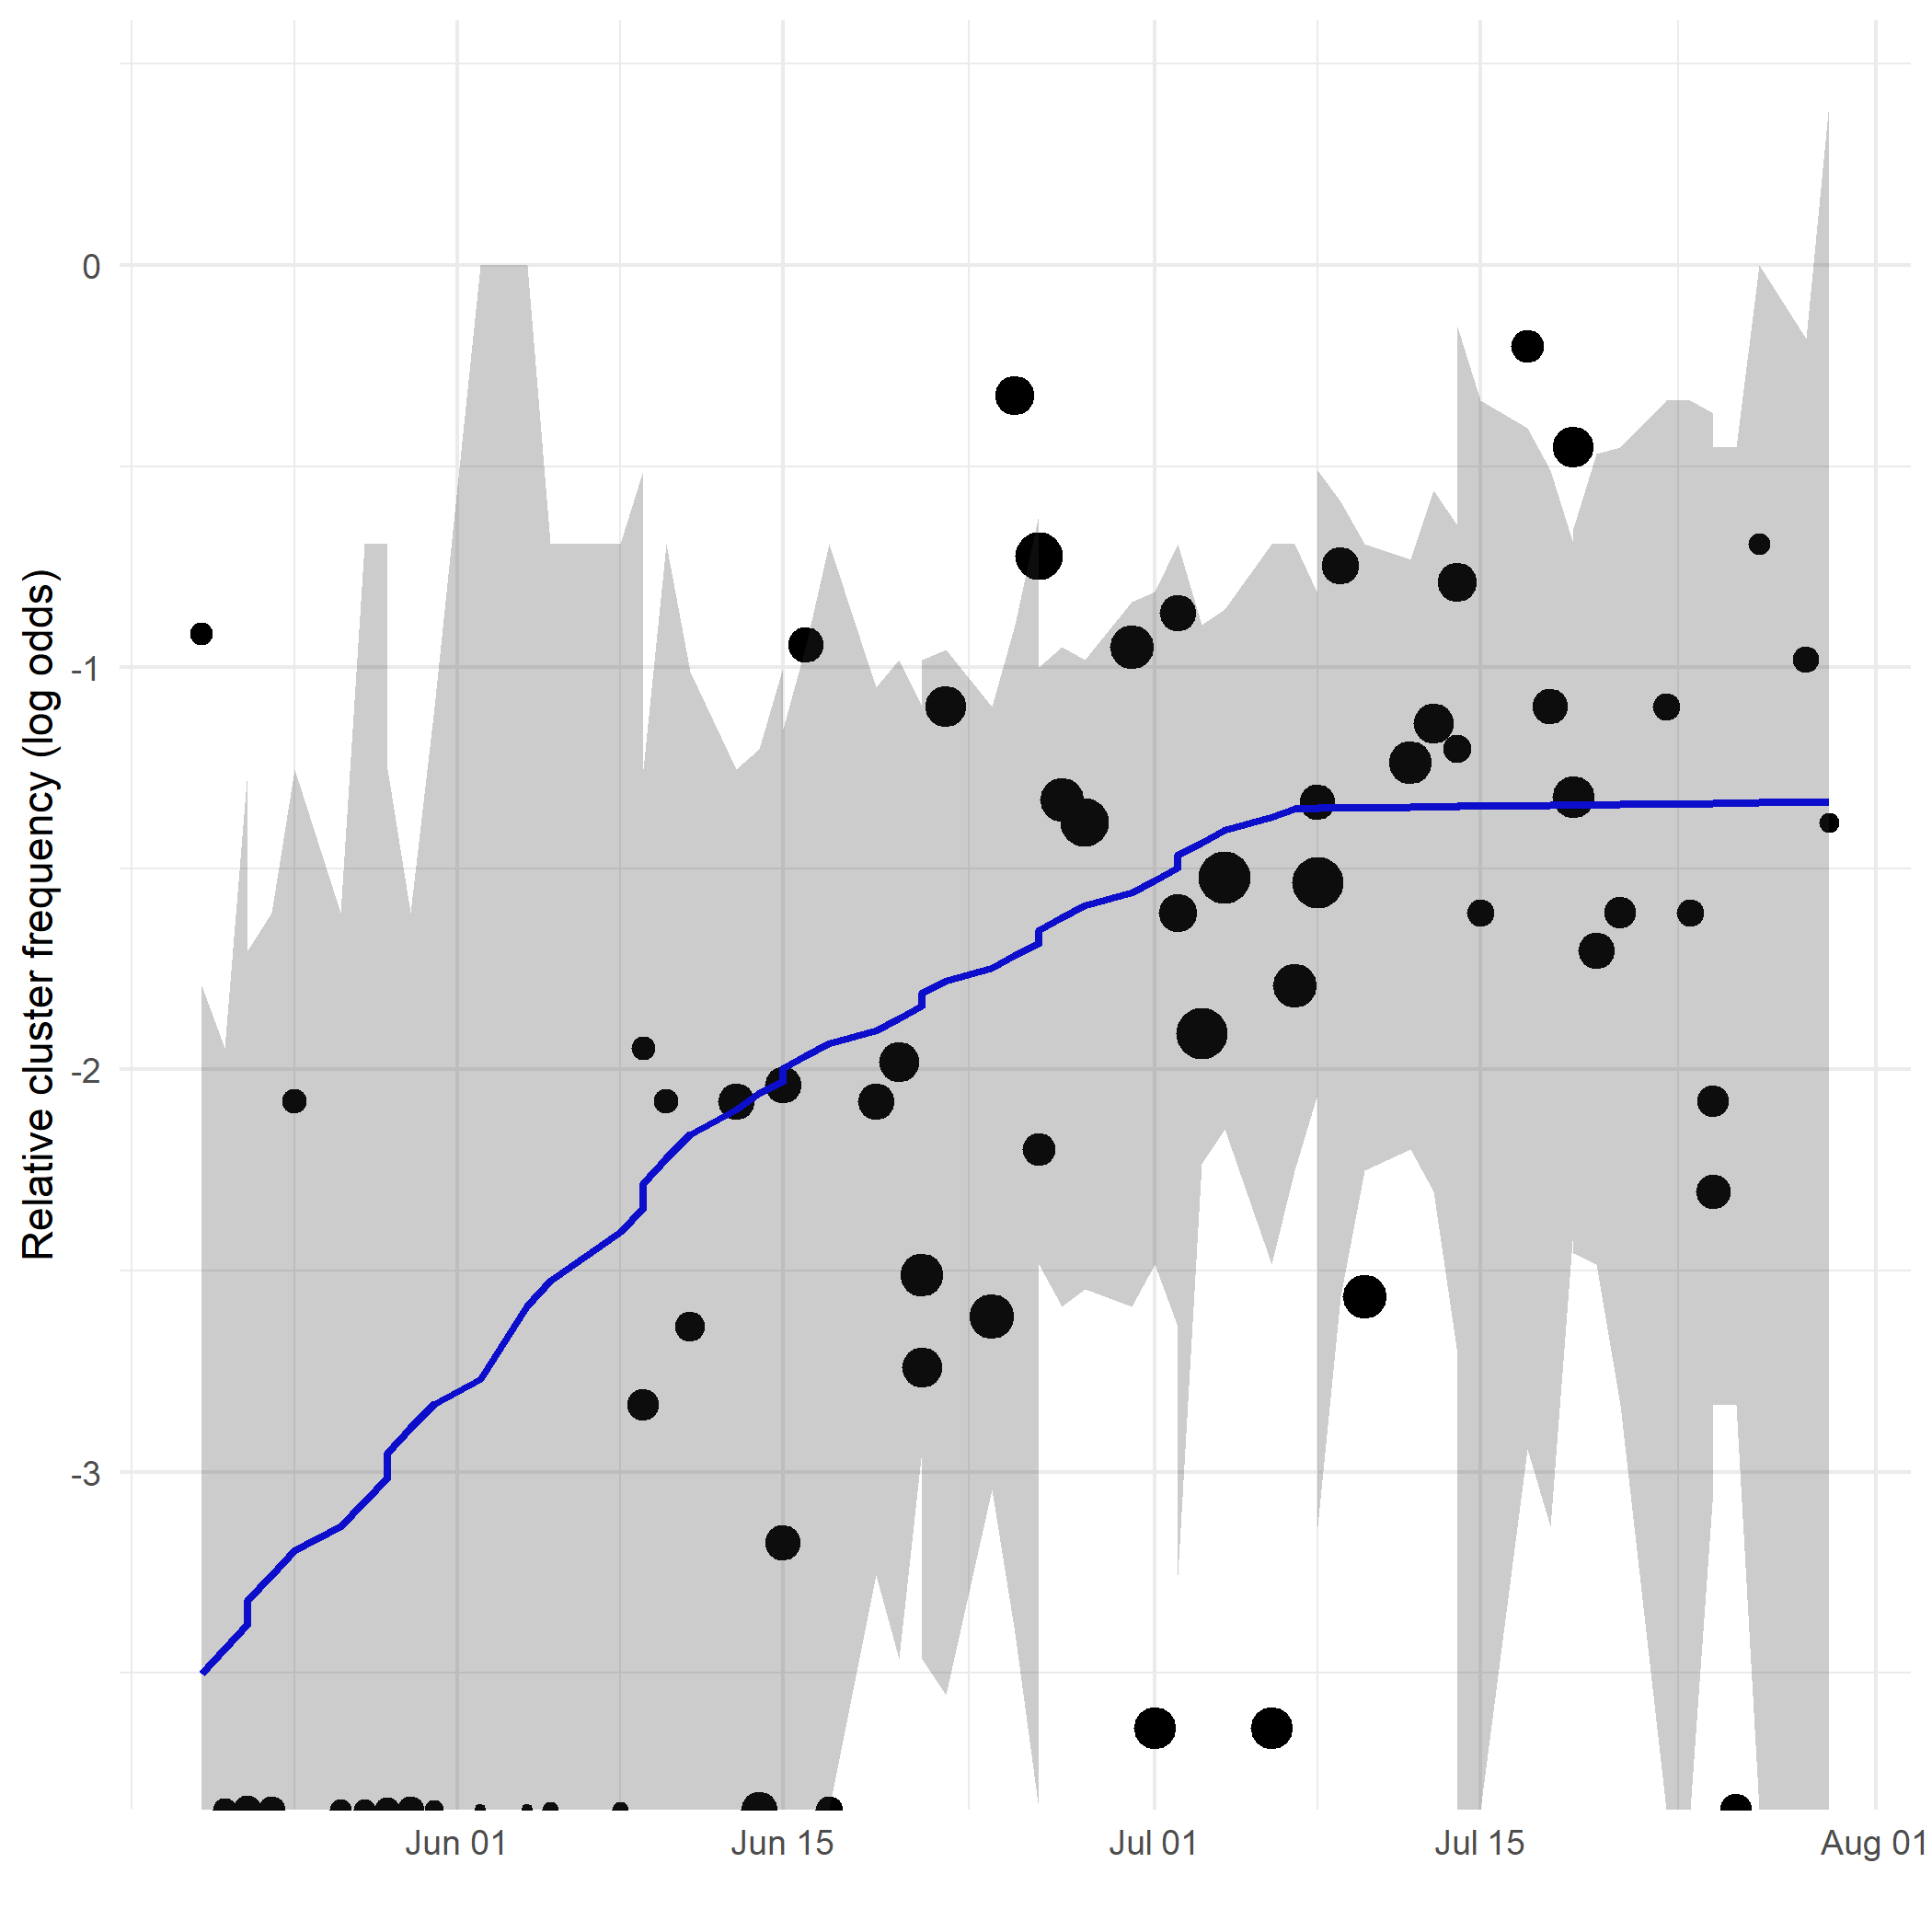 Relative cluster frequency (log odds)
0
-1
-2
-3
Jun 01
Jun 15
Jul 01
Jul 15
Aug 01